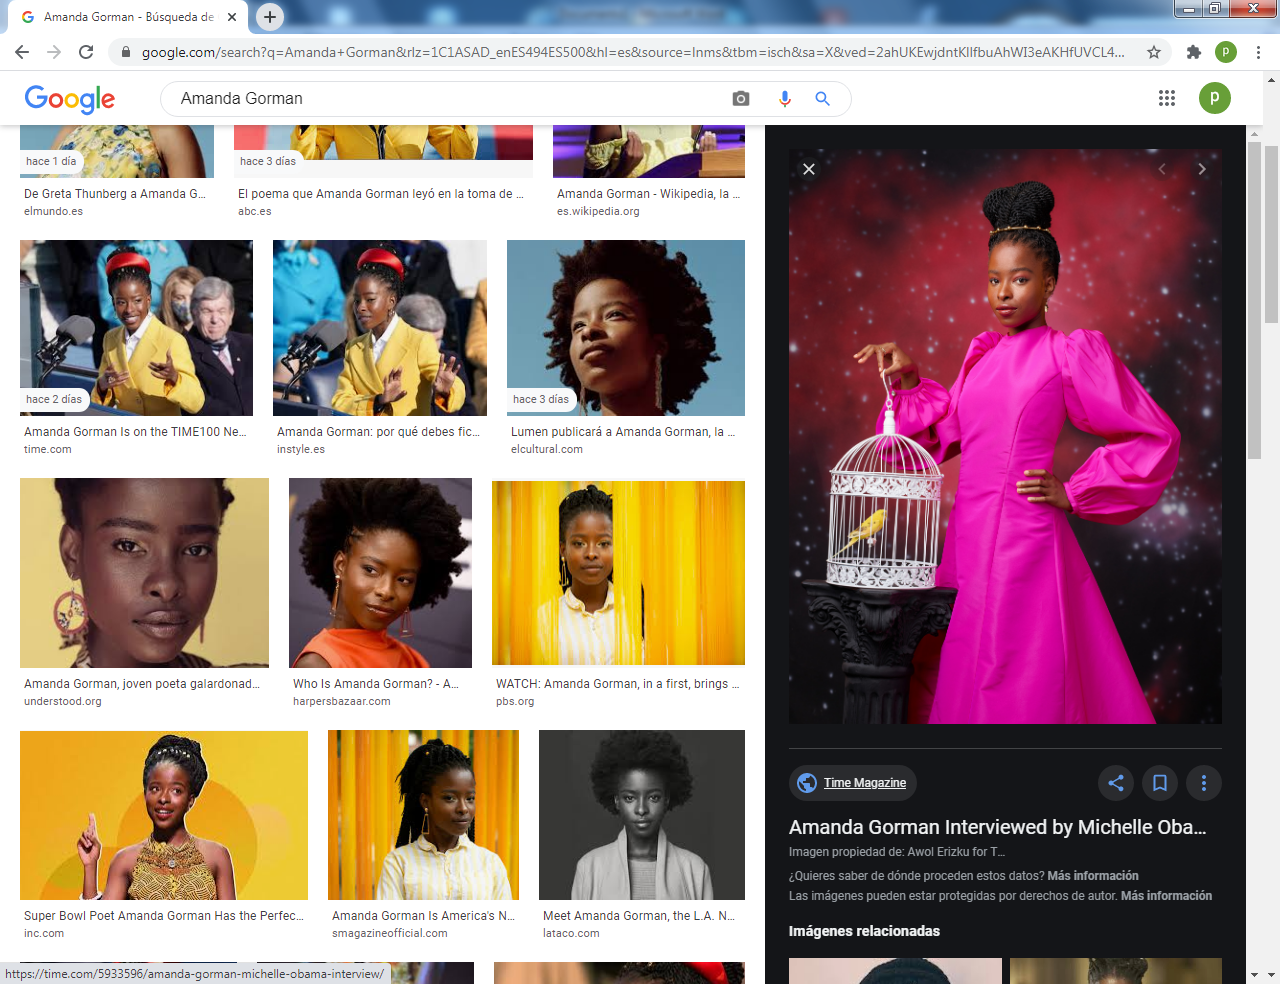 Amanda Gorman - Búsqueda de
google.com/search?q=Amanda+Gorman&rlz=1C1ASAD_enES494ES500&hl=es&source=lnms&tbm=isch&sa=X&ved=2ahUKEwjdntKllfbuAhWI3eAKHfUVCL4...
p
Google
Amanda Gorman
p
hace 1 día
hace 3 días
De Greta Thunberg a Amanda G...
elmundo.es
El poema que Amanda Gorman leyó en la toma de ...
abc.es
Amanda Gorman - Wikipedia, la ...
es.wikipedia.org
hace 2 días
hace 3 días
Amanda Gorman Is on the TIME100 Ne...
time.com
Amanda Gorman: por qué debes fic...
instyle.es
Lumen publicará a Amanda Gorman, la ...
elcultural.com
Amanda Gorman, joven poeta galardonad...
understood.org
Who Is Amanda Gorman? - A...
harpersbazaar.com
WATCH: Amanda Gorman, in a first, brings ...
pbs.org
Super Bowl Poet Amanda Gorman Has the Perfec...
inc.com
Amanda Gorman Is America's N...
smagazineofficial.com
Meet Amanda Gorman, the L.A. N...
lataco.com
Time Magazine
Amanda Gorman Interviewed by Michelle Oba...
Imagen propiedad de: Awol Erizku for T...
¿Quieres saber de dónde proceden estos datos? Más información
Las imágenes pueden estar protegidas por derechos de autor. Más información
Imágenes relacionadas
https://time.com/5933596/amanda-gorman-michelle-obama-interview/